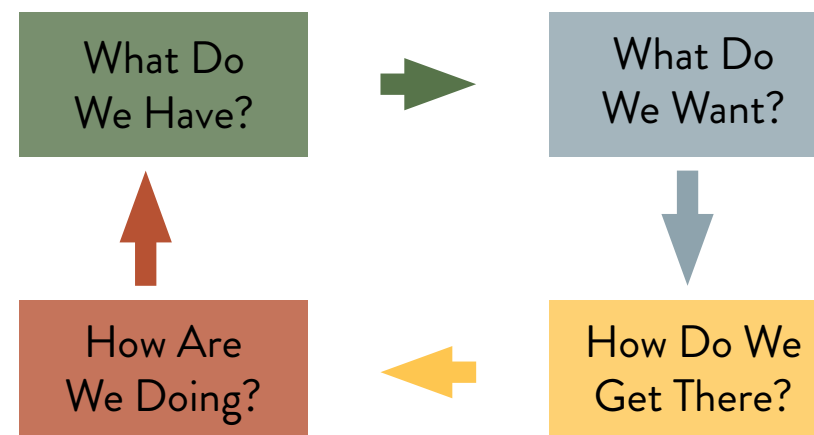 What Do
We Have?
What Do
We Want?
How Are
We Doing?
How Do We
Get There?